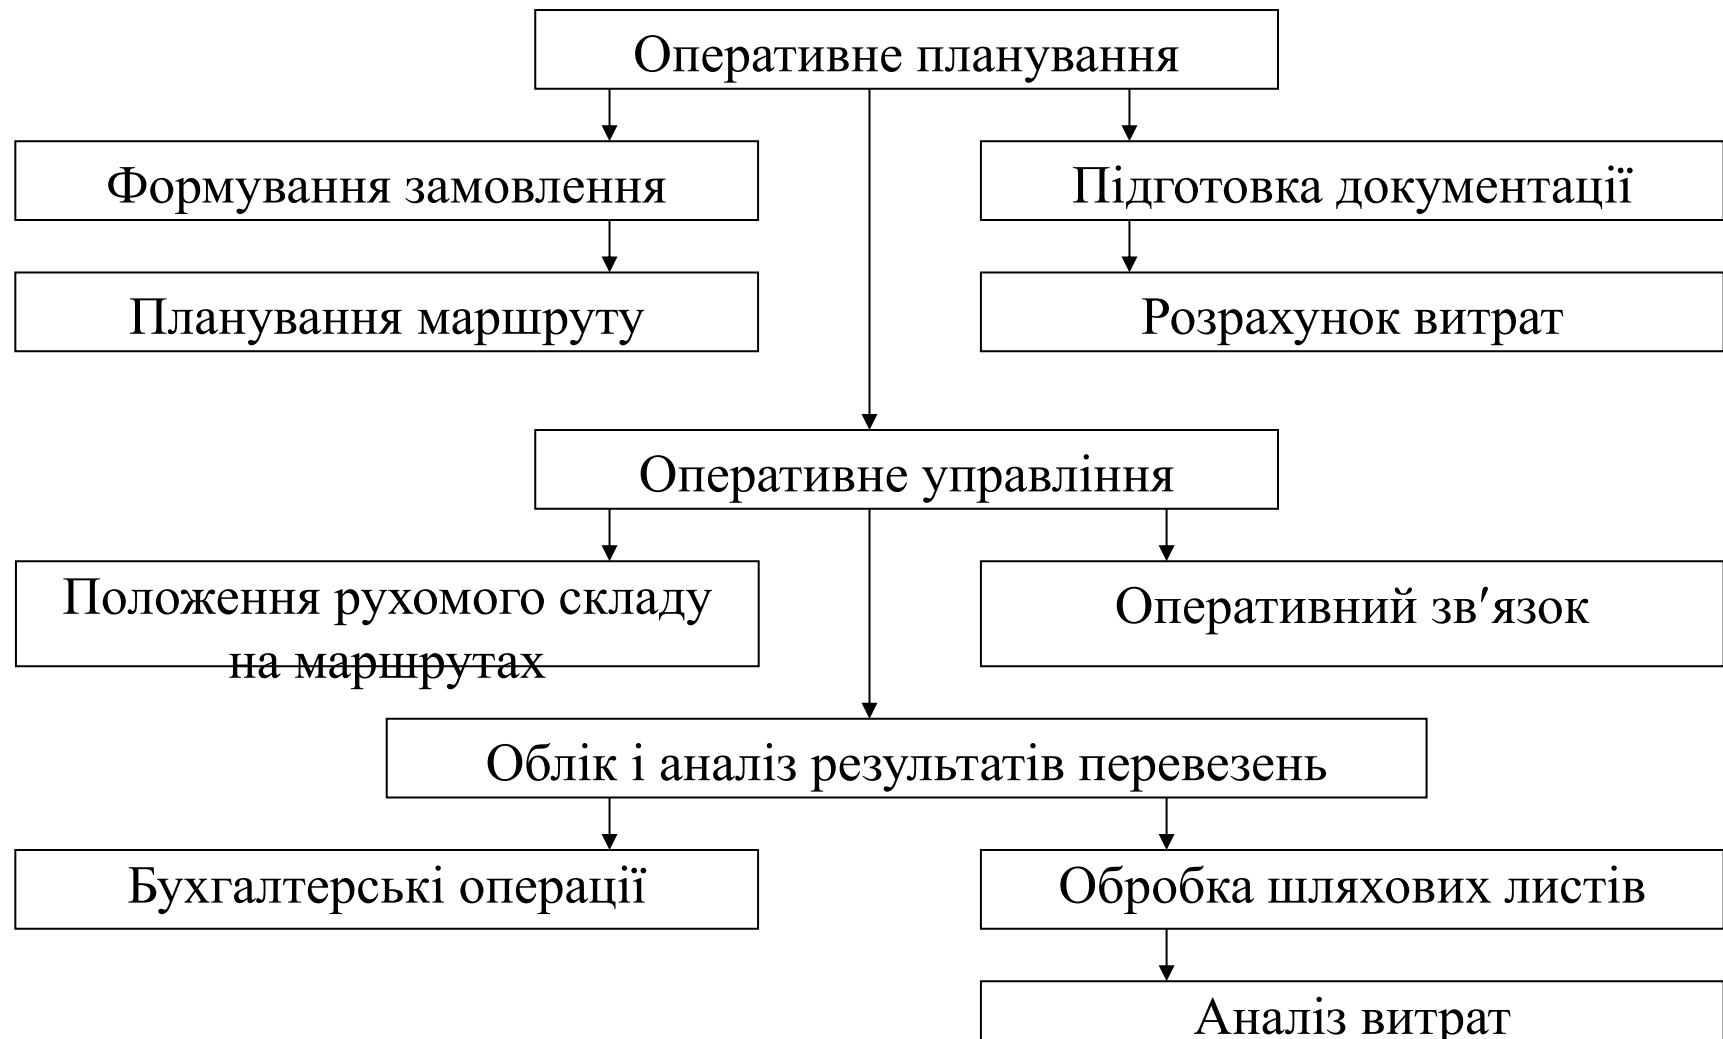 Оперативне планування
Формування замовлення
Підготовка документації
Планування маршруту
Розрахунок витрат
Оперативне управління
Положення рухомого складу
на маршрутах
Оперативний зв′язок
Облік і аналіз результатів перевезень
Бухгалтерські операції
Обробка шляхових листів
Аналіз витрат